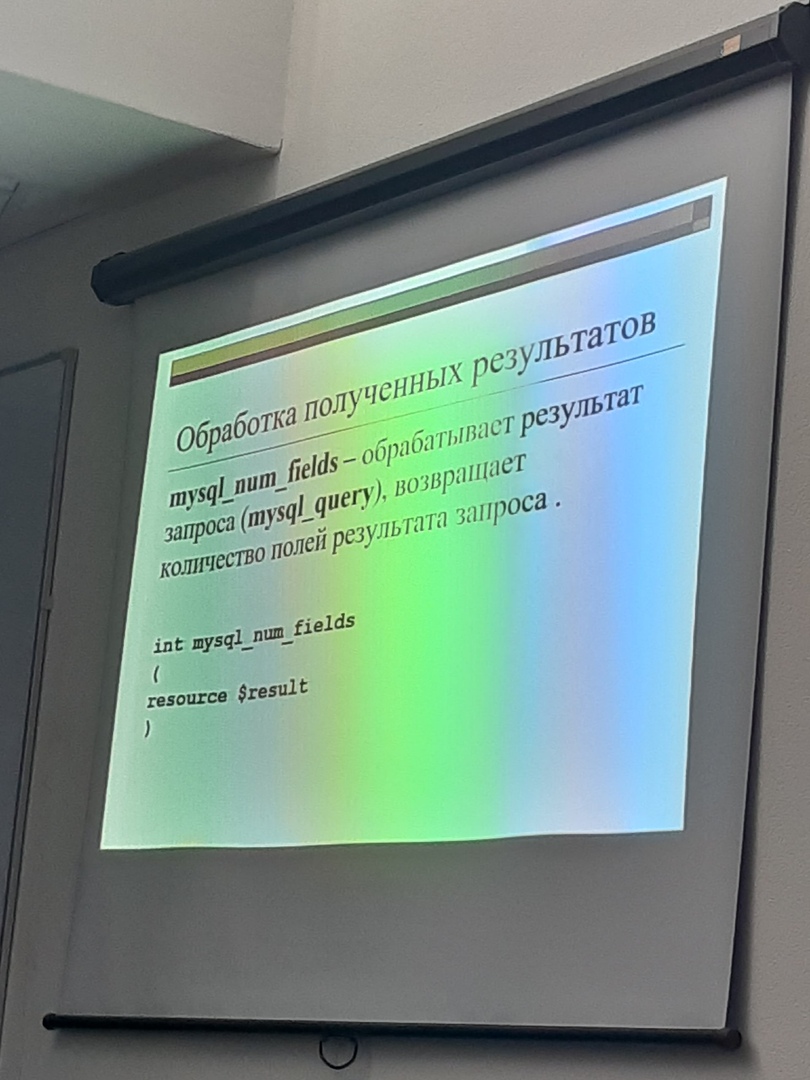 Обработка полученных результатов
mysql_num_fields – обрабатывает результат
запроса (mysql_query), возвращает
количество полей результата запроса .
int mysql_num_fields
(
resource $result
)